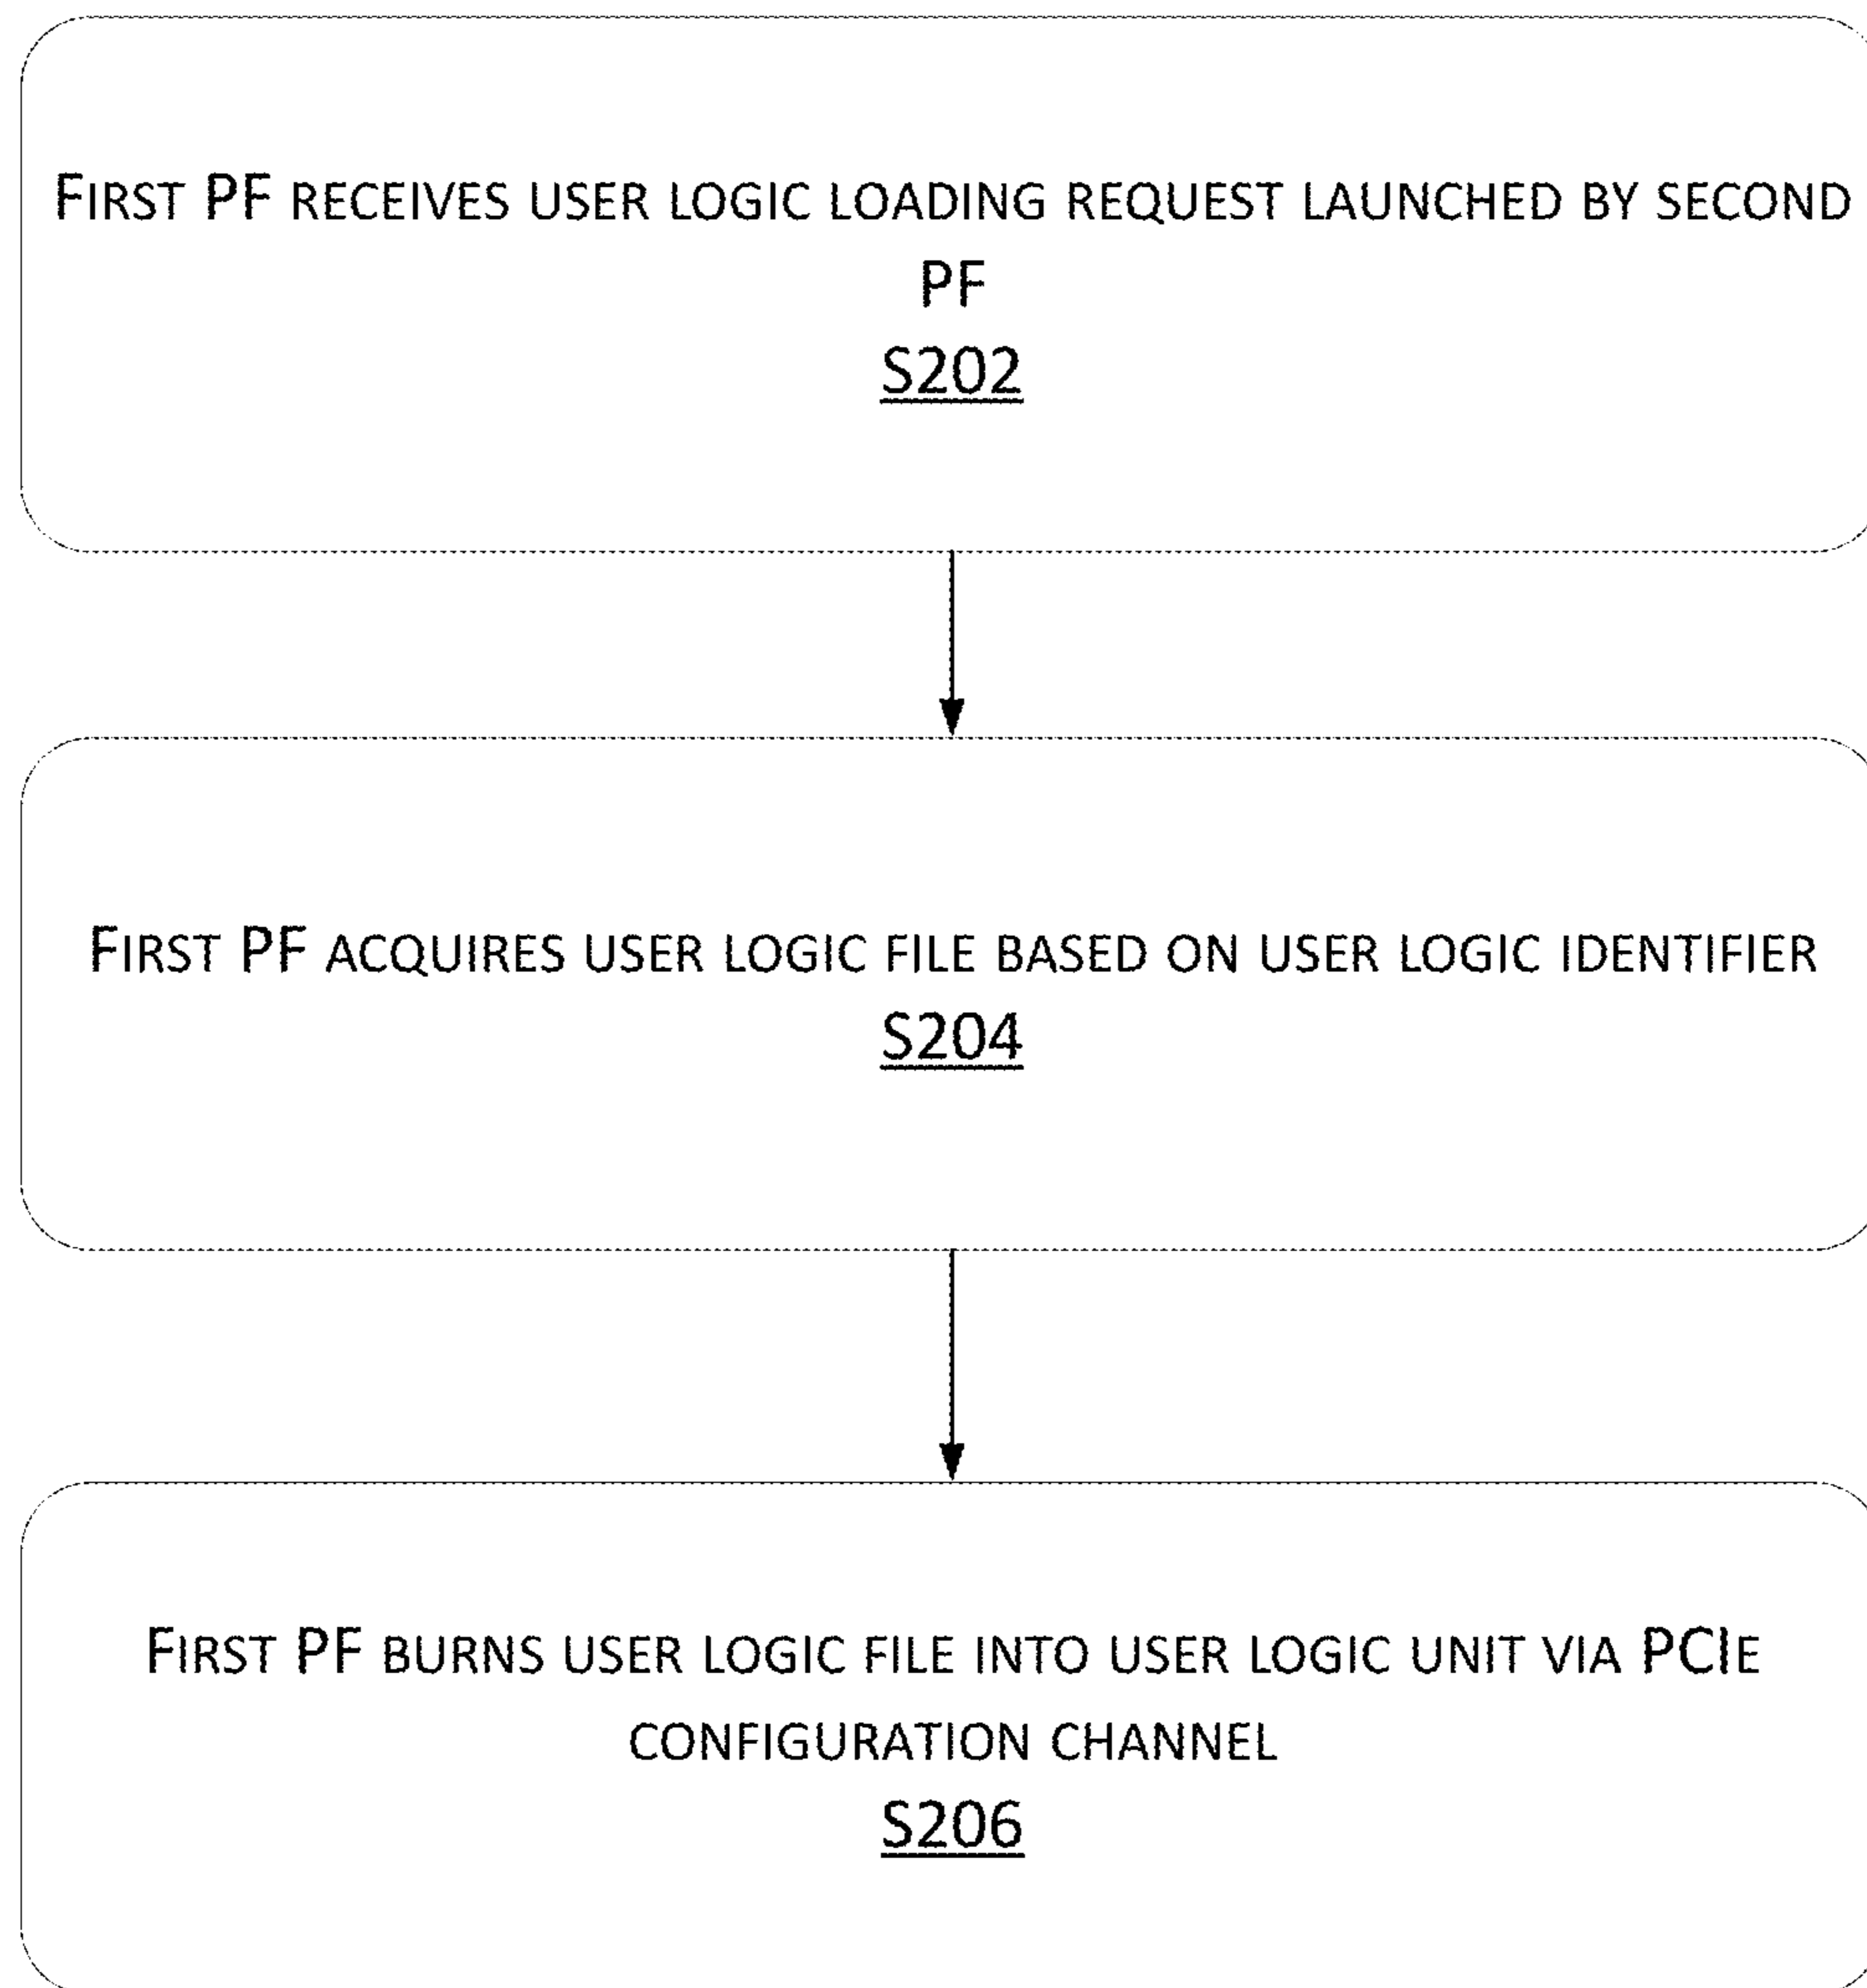 FIRST PF RECEIVES USER LOGIC LOADING REQUEST LAUNCHED BY SECOND
PF
S202
FIRST PF ACQUIRES USER LOGIC FILE BASED ON USER LOGIC IDENTIFIER
S204
FIRST PF BURNS USER LOGIC FILE INTO USER LOGIC UNIT VIA PCIE
CONFIGURATION CHANNEL
S206